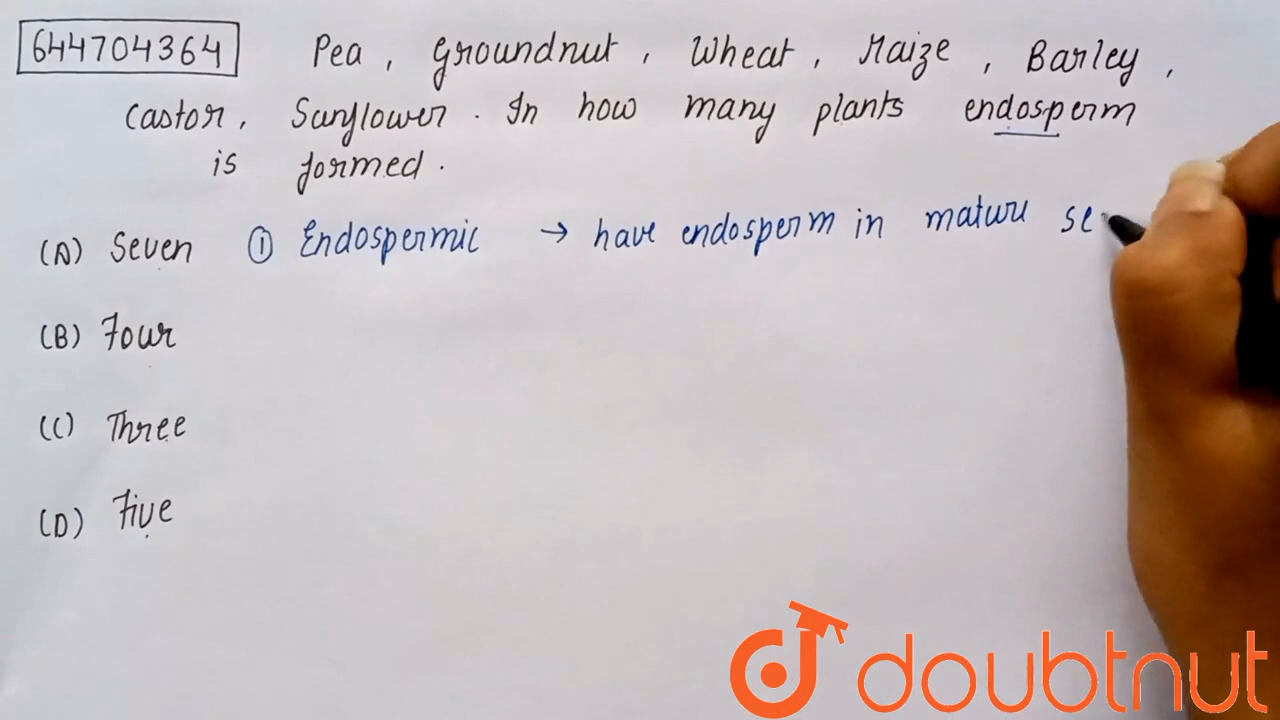 644704364 Pea, Groundnut, Wheat, Maize, Barley,
Castor, Sunflower. In how many plants endosperm
is formed.
(A) Seven ① Endospermic → have endosperm in mature se
(B) Four
(C) Three
(D) Five
doubtnut